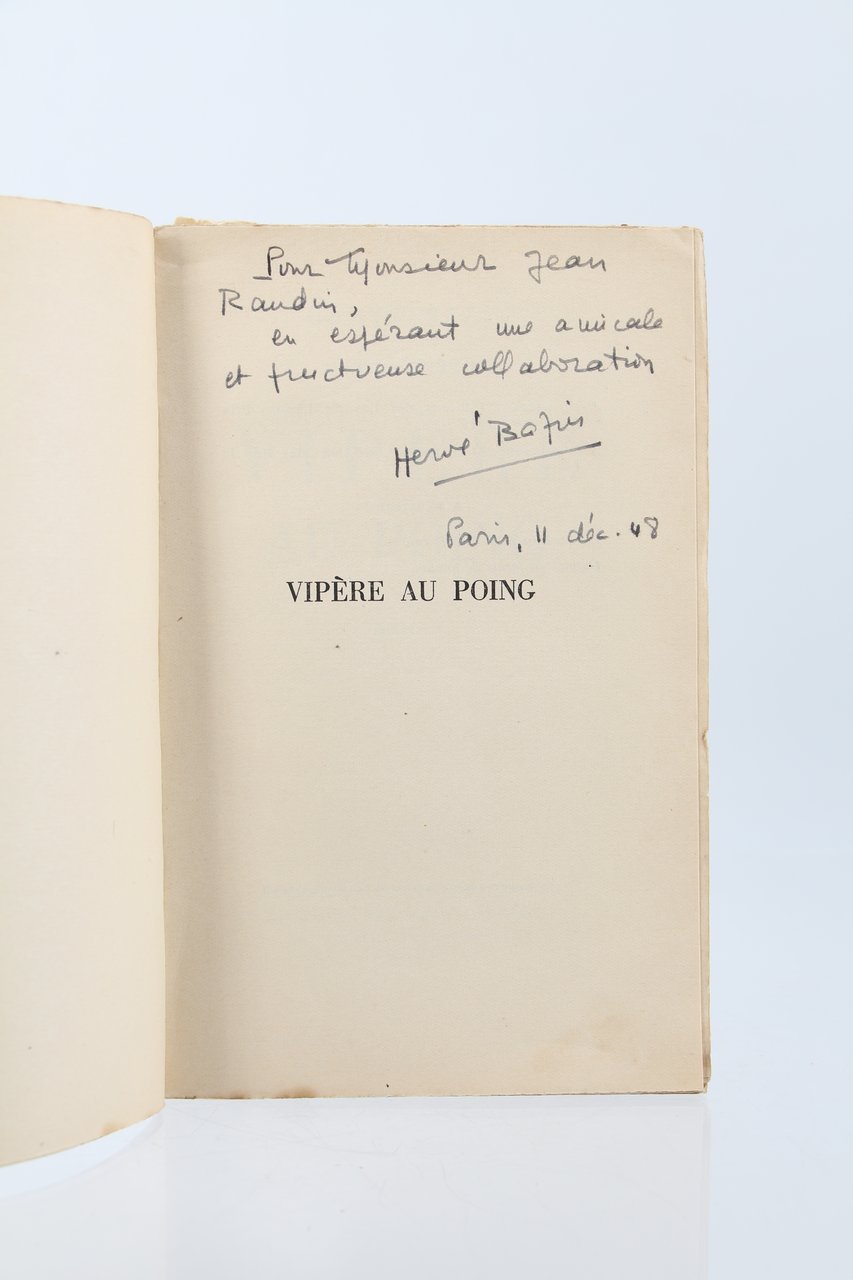 Pour Monsieur Jean
Raudin,
en espérant une amicale
et fructueuse collaboration
Hervé Bazin
Paris, 11 déc. 48
VIPÈRE AU POING